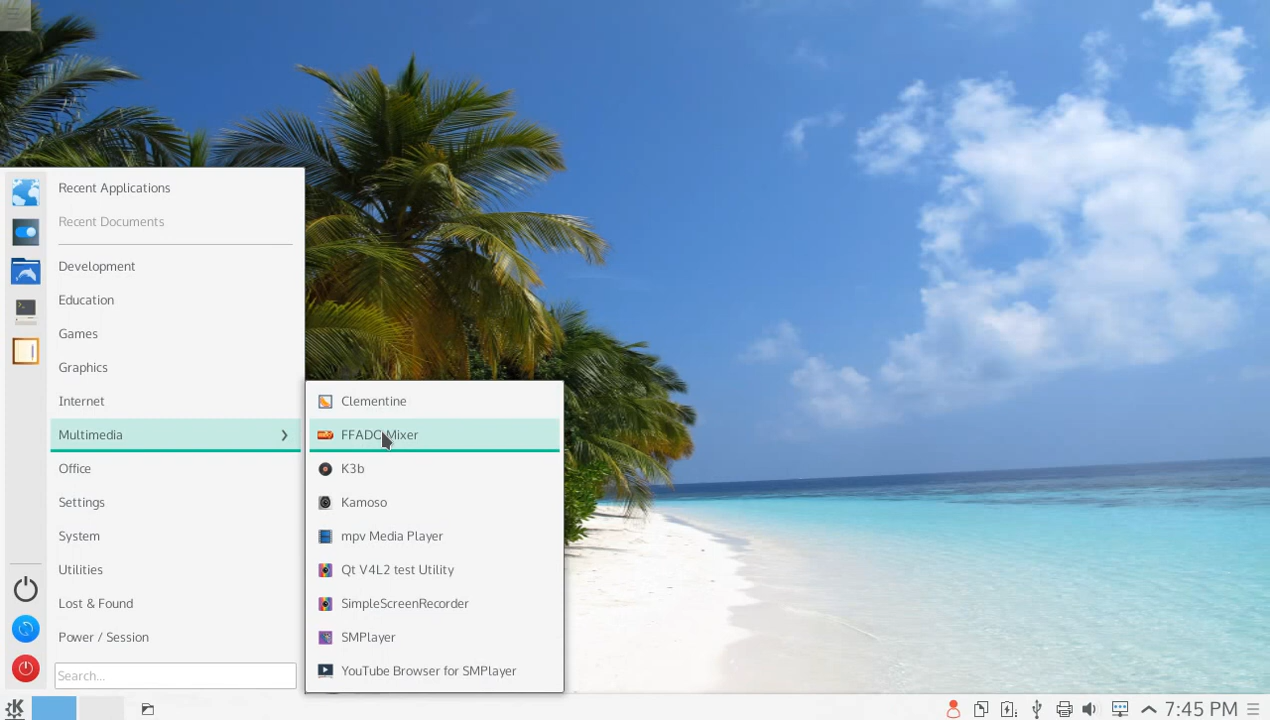 Recent Applications
Recent Documents
Development
Education
Games
Graphics
Internet
Multimedia
Office
Settings
System
Utilities
Lost & Found
Power / Session
Search...
Clementine
FFADO Mixer
K3b
Kamoso
mpv Media Player
Qt V4L2 test Utility
SimpleScreenRecorder
SMPlayer
YouTube Browser for SMPlayer
7:45 PM